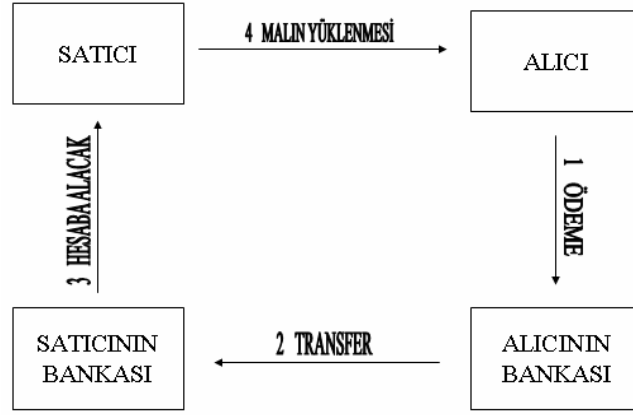 SATICI
4 MALIN YÜKLENMESİ
ALICI
3 HESABA ALACAK
1 ÖDEME
SATICININ
BANKASI
2 TRANSFER
ALICININ
BANKASI